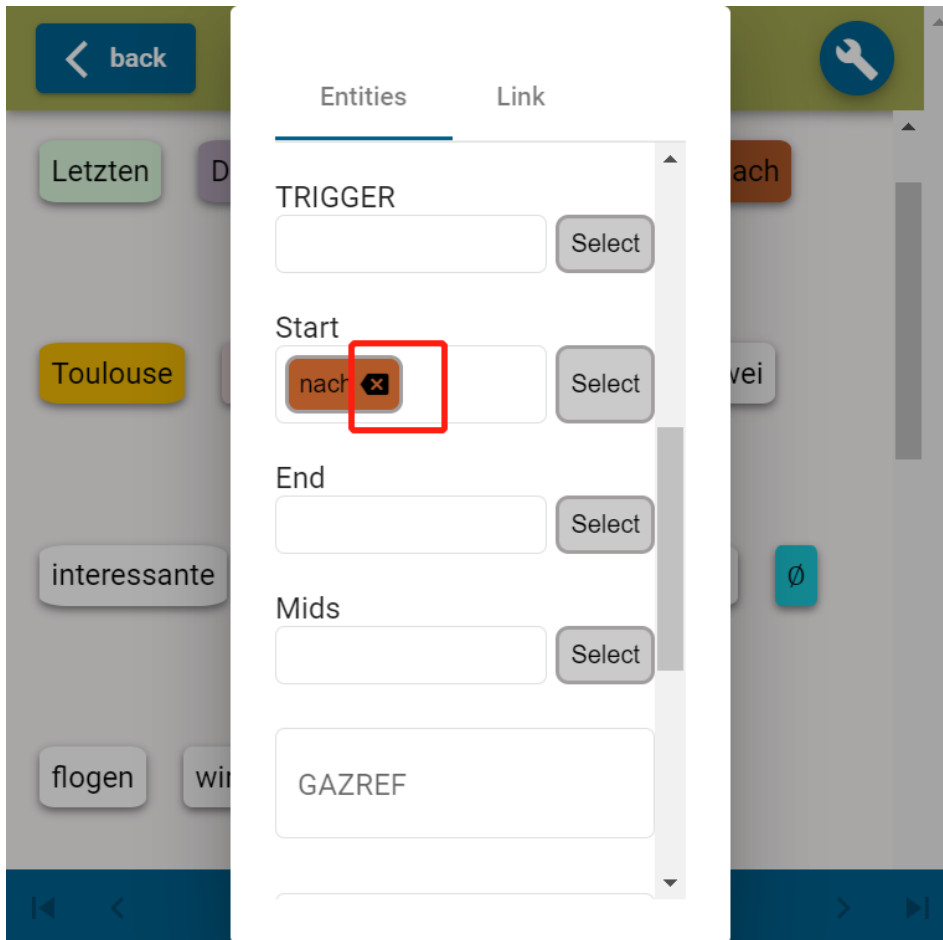 back
Entities Link
Letzten D ach
TRIGGER
Select
Start
Toulouse nach Select wei
End
Select
interessante Ø
Mids
Select
flogen wir
GAZREF